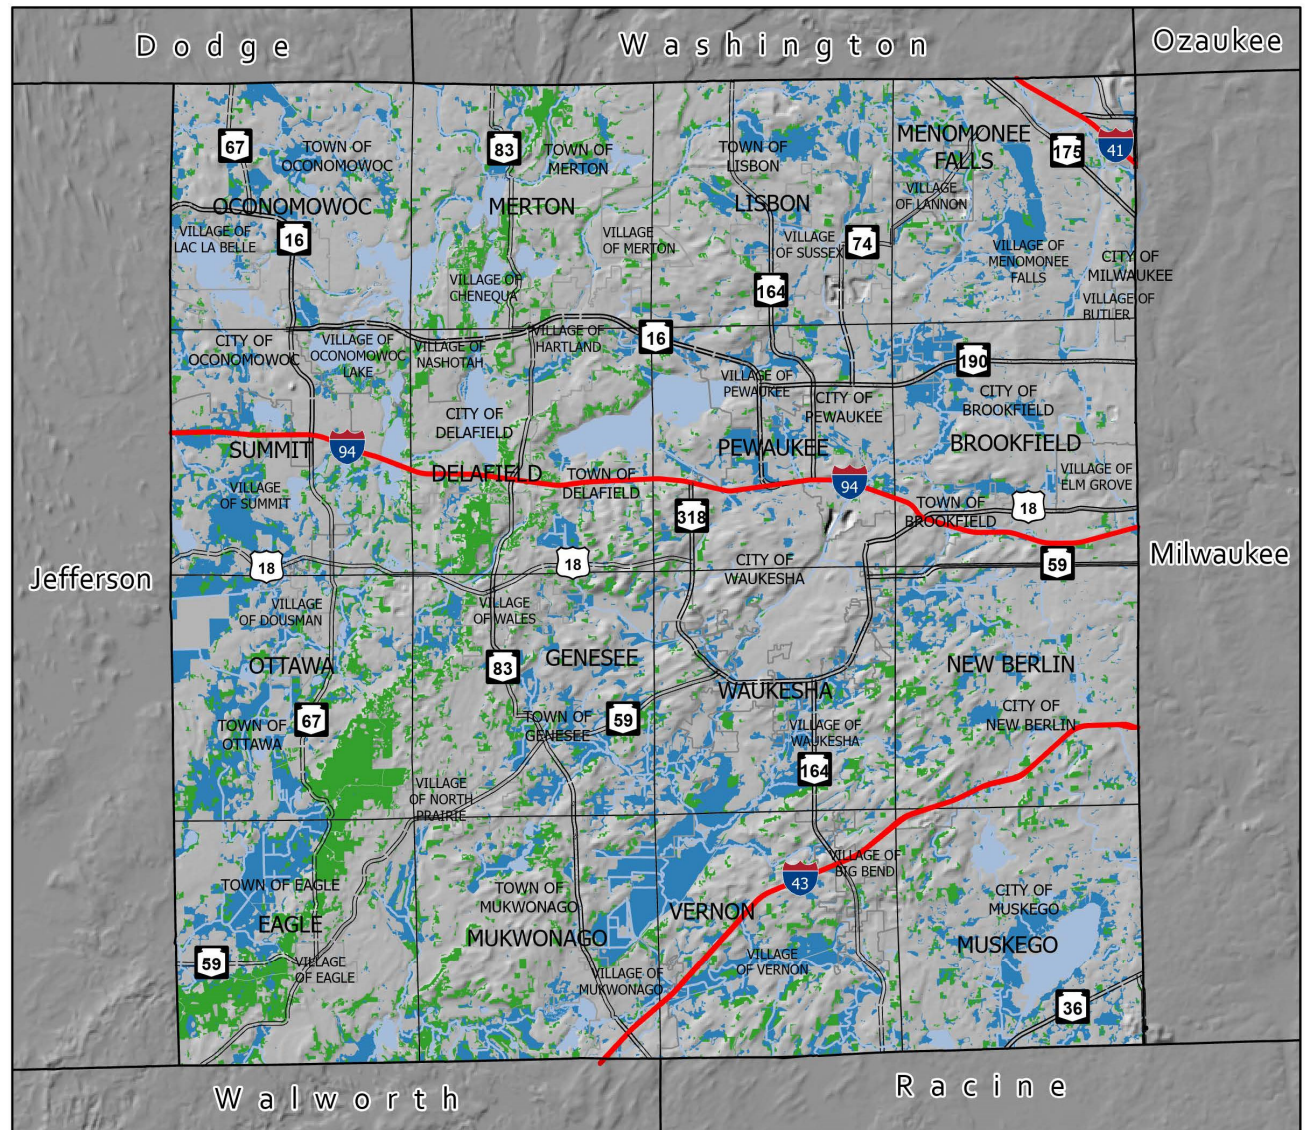 Dodge
Washington
Ozaukee
67
TOWN OF
OCONOMOWOC
83
TOWN OF
MERTON
TOWN OF
LISBON
MENOMONEE
FALLS
175
41
OCONOMOWOC
MERTON
LISBON
VILLAGE
OF LANNON
VILLAGE OF
LAC LA BELLE
16
VILLAGE
OF MERTON
VILLAGE
OF SUSSEX
74
VILLAGE OF
MENOMONEE
FALLS
CITY OF
MILWAUKEE
VILLAGE OF
CHENEQUA
164
VILLAGE OF
BUTLER
CITY OF
OCONOMOWOC
VILLAGE OF
OCONOMOWOC
LAKE
VILLAGE OF
NASHOTAH
VILLAGE OF
HARTLAND
16
190
VILLAGE OF
PEWAUKEE
CITY OF
PEWAUKEE
CITY OF
BROOKFIELD
CITY OF
DELAFIELD
SUMMIT
94
PEWAUKEE
BROOKFIELD
DELAFIELD
TOWN OF
DELAFIELD
94
VILLAGE OF
ELM GROVE
VILLAGE
OF SUMMIT
318
TOWN OF
BROOKFIELD
18
Jefferson
18
18
CITY OF
WAUKESHA
59
Milwaukee
VILLAGE
OF DOUSMAN
VILLAGE
OF WALES
OTTAWA
83
GENESEE
WAUKESHA
NEW BERLIN
TOWN OF
OTTAWA
67
TOWN OF
GENESEE
59
VILLAGE OF
WAUKESHA
CITY OF
NEW BERLIN
164
VILLAGE
OF NORTH
PRAIRIE
TOWN OF EAGLE
EAGLE
TOWN OF
MUKWONAGO
MUKWONAGO
VERNON
43
VILLAGE OF
BIG BEND
CITY OF
MUSKEGO
MUSKEGO
59
VILLAGE
OF EAGLE
VILLAGE OF
MUKWONAGO
VILLAGE
OF VERNON
36
Walworth
Racine